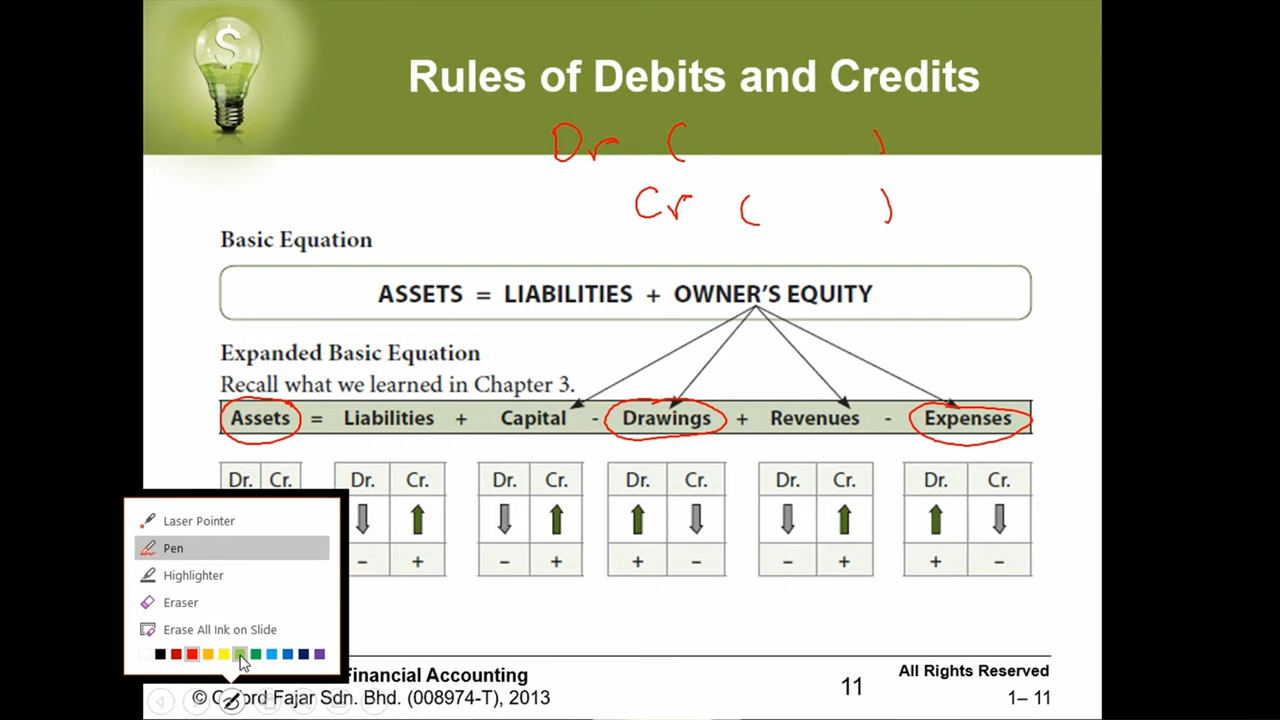 $
Rules of Debits and Credits
Dr ( )
Cr ( )
Basic Equation
ASSETS = LIABILITIES + OWNER'S EQUITY
Expanded Basic Equation
Recall what we learned in Chapter 3.
Assets = Liabilities + Capital - Drawings + Revenues - Expenses
Dr. Cr. Dr. Cr. Dr. Cr. Dr. Cr. Dr. Cr. Dr. Cr.
– + – + + – – + + –
Laser Pointer
Pen
Highlighter
Eraser
Erase All Ink on Slide
Financial Accounting
All Rights Reserved
© Oxford Fajar Sdn. Bhd. (008974-T), 2013
11
1– 11